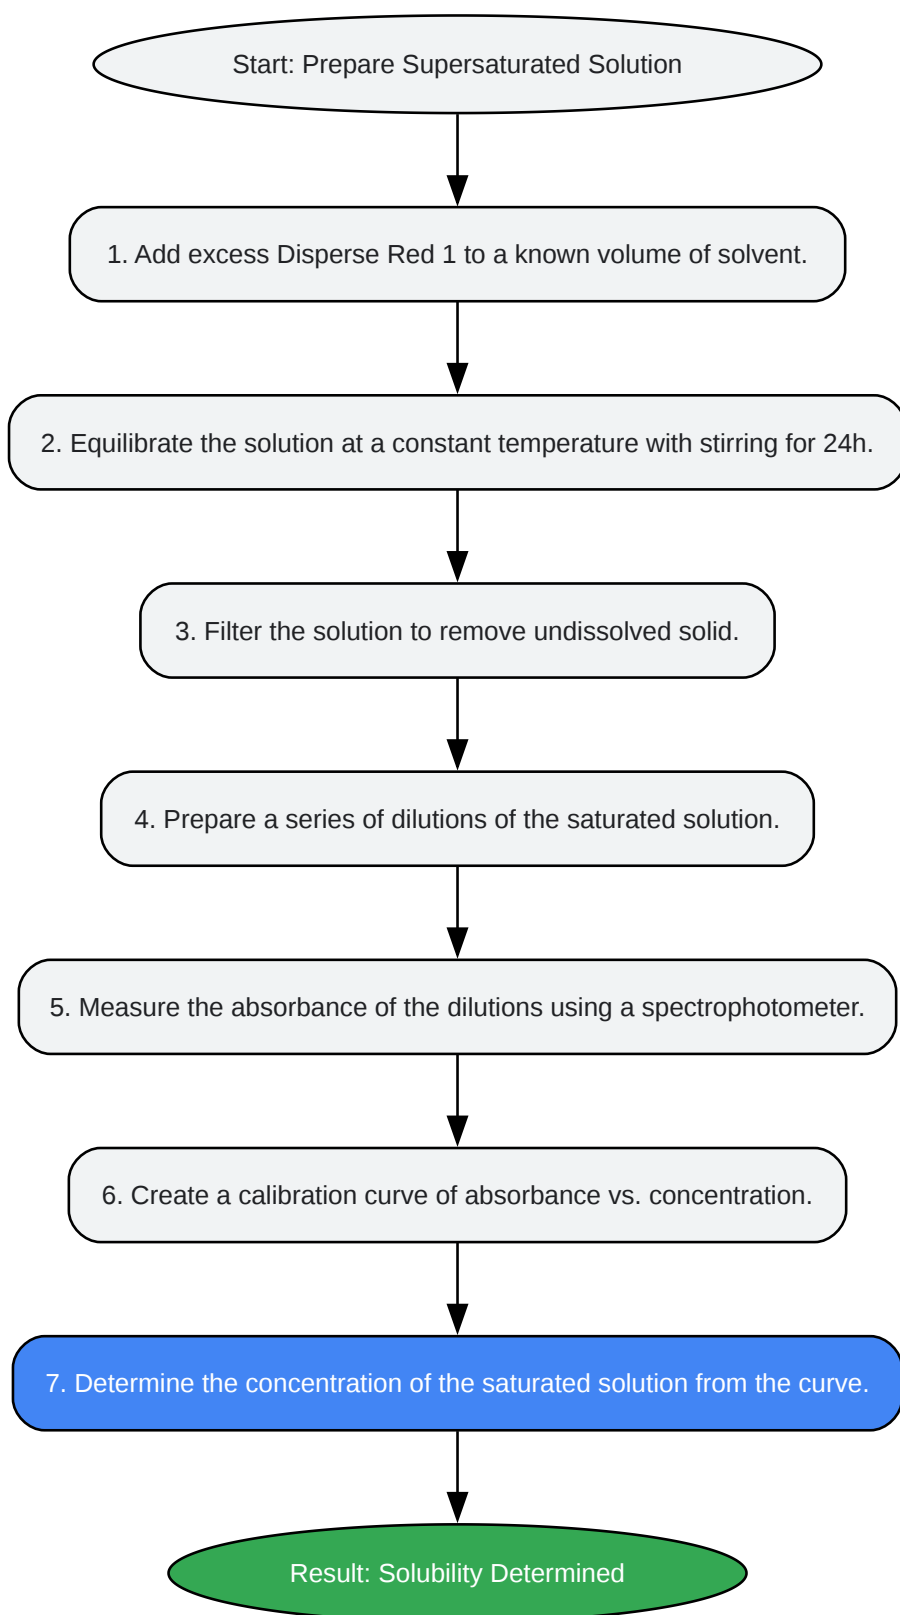 Start: Prepare Supersaturated Solution
1. Add excess Disperse Red 1 to a known volume of solvent.
2. Equilibrate the solution at a constant temperature with stirring for 24h.
3. Filter the solution to remove undissolved solid.
4. Prepare a series of dilutions of the saturated solution.
5. Measure the absorbance of the dilutions using a spectrophotometer.
6. Create a calibration curve of absorbance vs. concentration.
7. Determine the concentration of the saturated solution from the curve.
Result: Solubility Determined